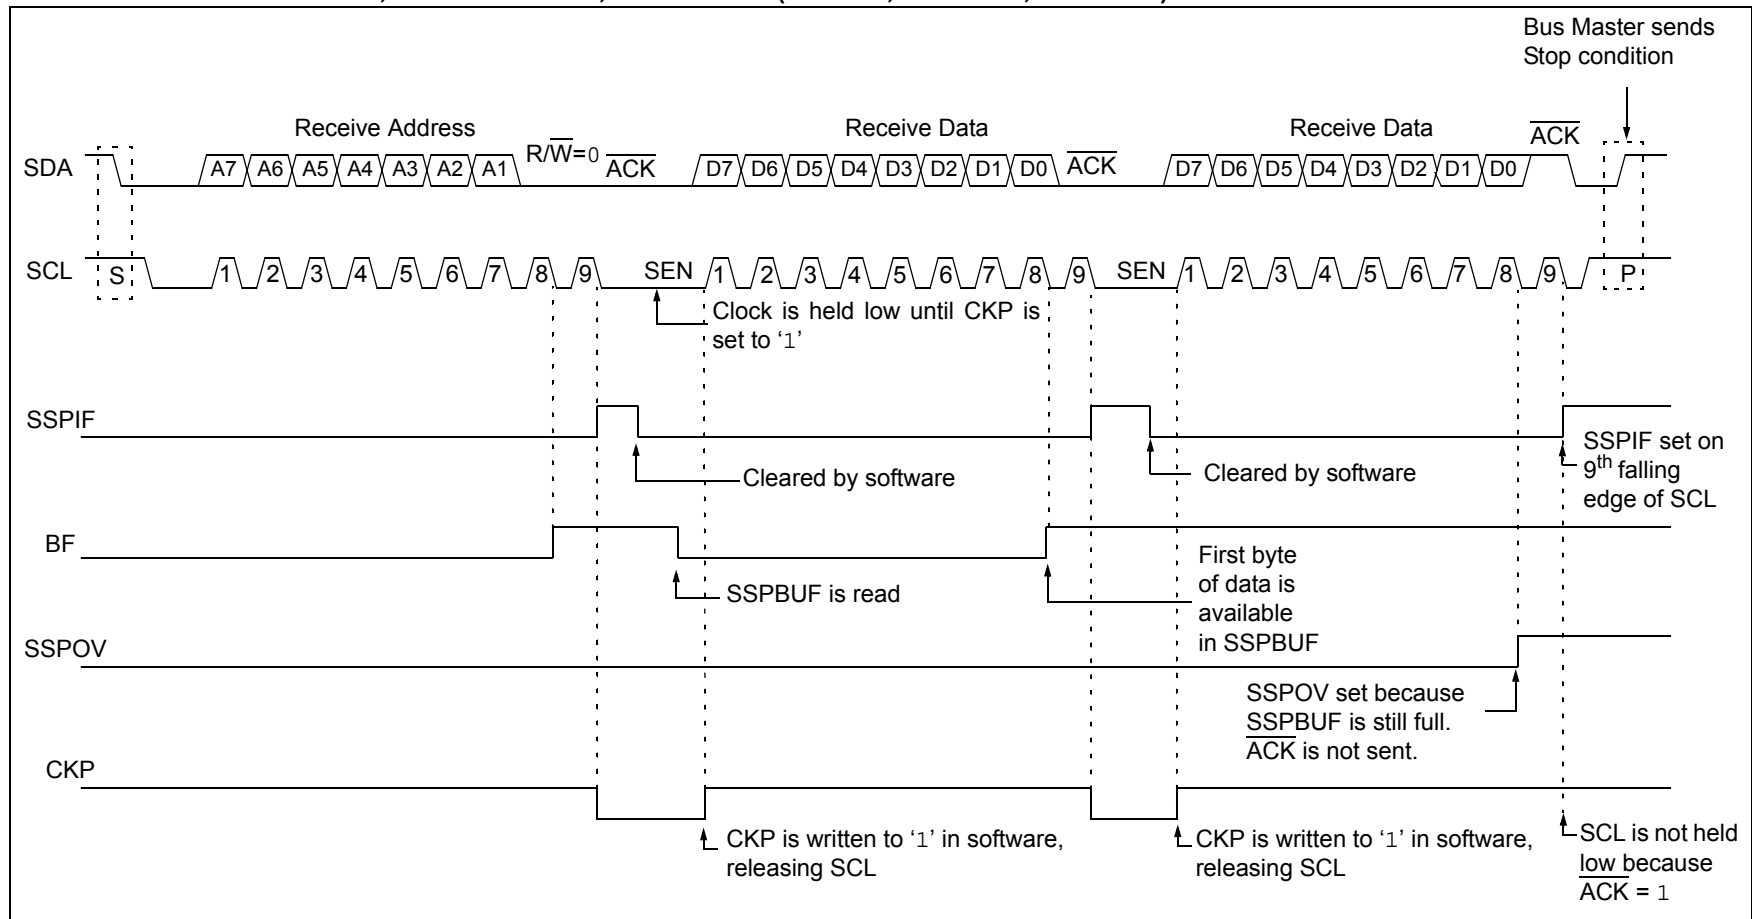 Bus Master sends
Stop condition
Receive Address
Receive Data
Receive Data
ACK
SDA
A7 A6 A5 A4 A3 A2 A1
R/W=0
ACK
D7 D6 D5 D4 D3 D2 D1 D0
ACK
D7 D6 D5 D4 D3 D2 D1 D0
SCL
S
1 2 3 4 5 6 7 8 9
SEN
1 2 3 4 5 6 7 8 9
SEN
1 2 3 4 5 6 7 8 9
P
Clock is held low until CKP is
set to ‘1’
SSPIF
Cleared by software
Cleared by software
SSPIF set on
9th falling
edge of SCL
BF
SSPBUF is read
First byte
of data is
available
in SSPBUF
SSPOV
SSPOV set because
SSPBUF is still full.
ACK is not sent.
CKP
CKP is written to ‘1’ in software,
releasing SCL
CKP is written to ‘1’ in software,
releasing SCL
SCL is not held
low because
ACK = 1